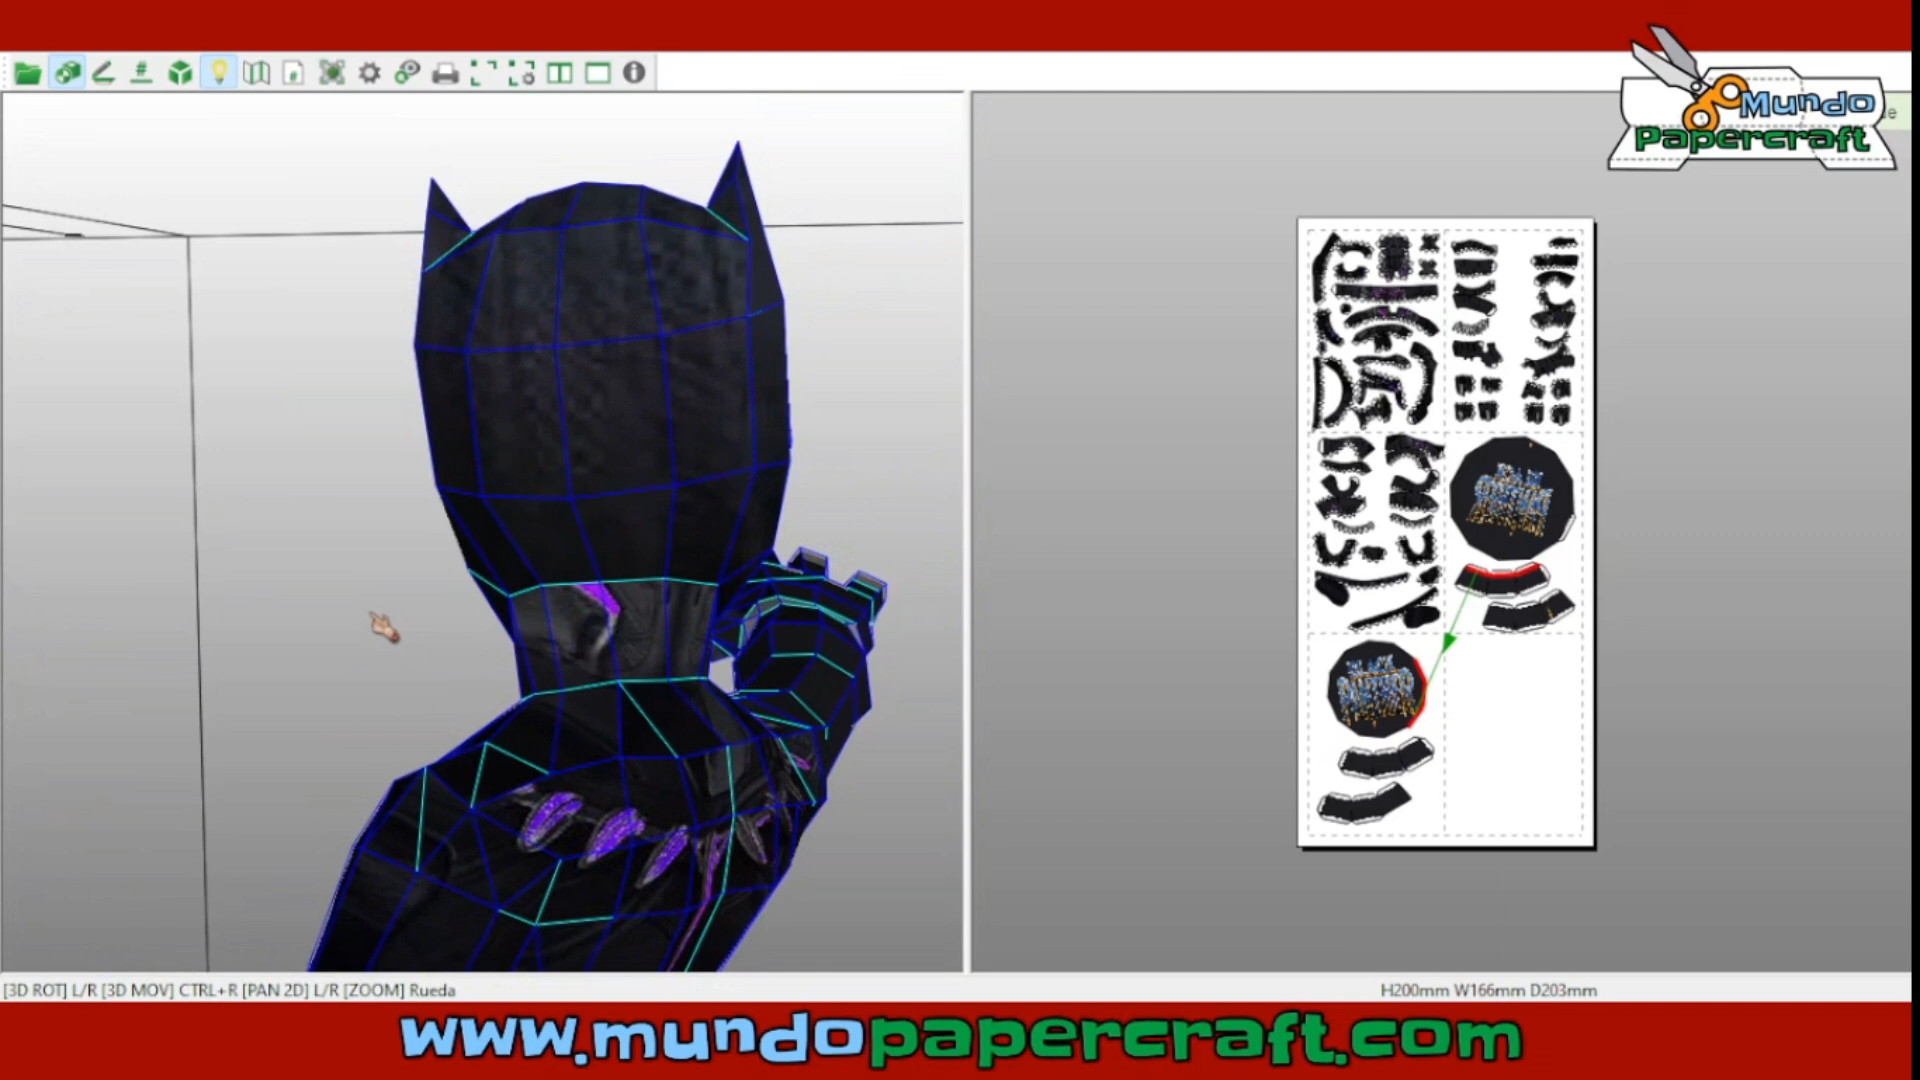 Mundo
Papercraft
[3D ROT] L/R [3D MOV] CTRL+R [PAN 2D] L/R [ZOOM] Rueda
H200mm W166mm D203mm
www.mundopapercraft.com